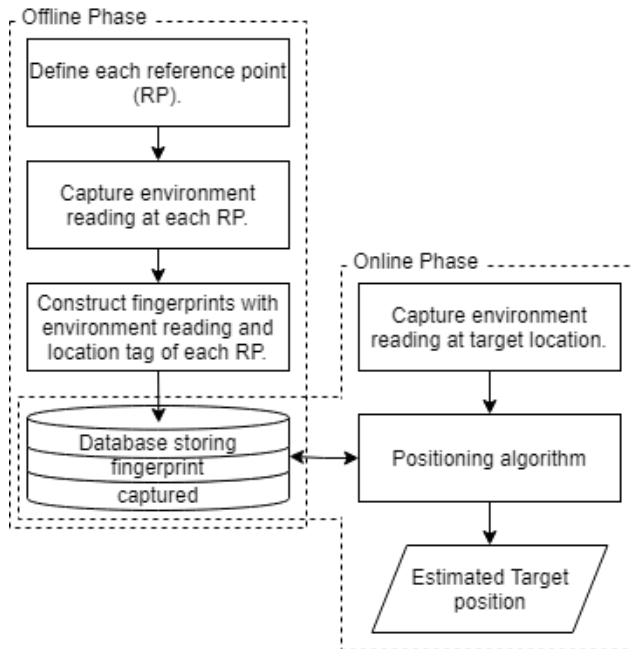 Offline Phase
Define each reference point
(RP).
Capture environment
reading at each RP.
Construct fingerprints with
environment reading and
location tag of each RP.
Database storing
fingerprint
captured
Online Phase
Capture environment
reading at target location.
Positioning algorithm
Estimated Target
position